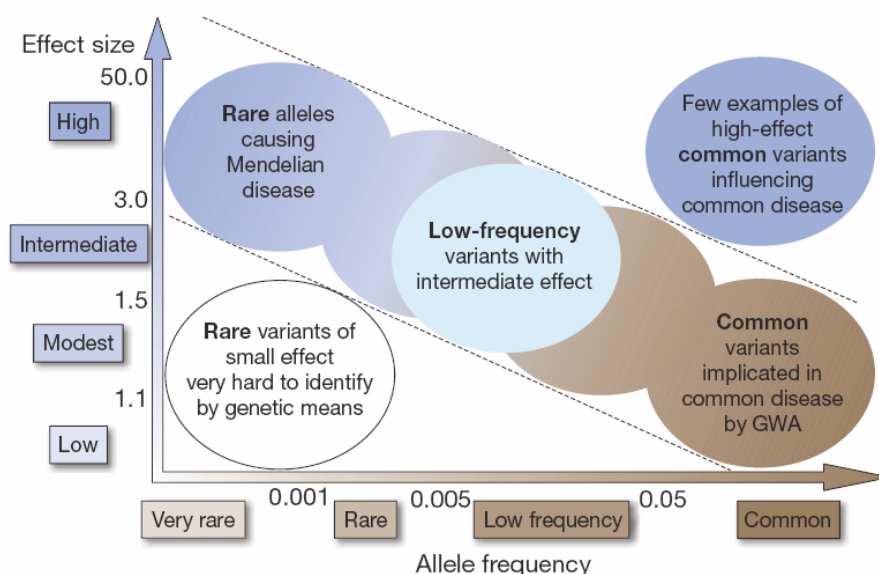 Effect size
50.0
High
3.0
Intermediate
1.5
Modest
1.1
Low
Rare alleles
causing
Mendelian
disease
Few examples of
high-effect
common variants
influencing
common disease
Low-frequency
variants with
intermediate effect
Rare variants of
small effect
very hard to identify
by genetic means
Common
variants
implicated in
common disease
by GWA
0.001
0.005
0.05
Very rare
Rare
Low frequency
Common
Allele frequency